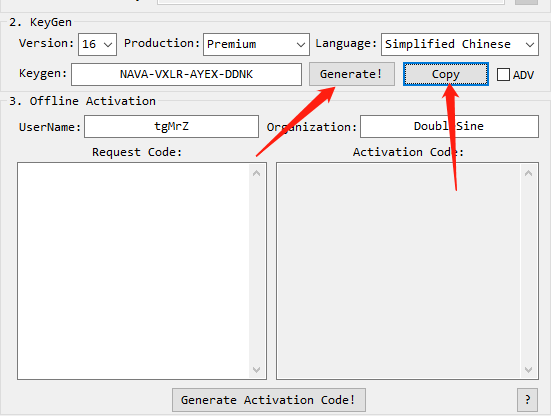 2. KeyGen
Version: 16 Production: Premium Language: Simplified Chinese
Keygen: NAVA-VXLR-AYEX-DDNK Generate! Copy ADV
3. Offline Activation
UserName: tgMrZ Organization: DoubleSine
Request Code: Activation Code:
Generate Activation Code! ?